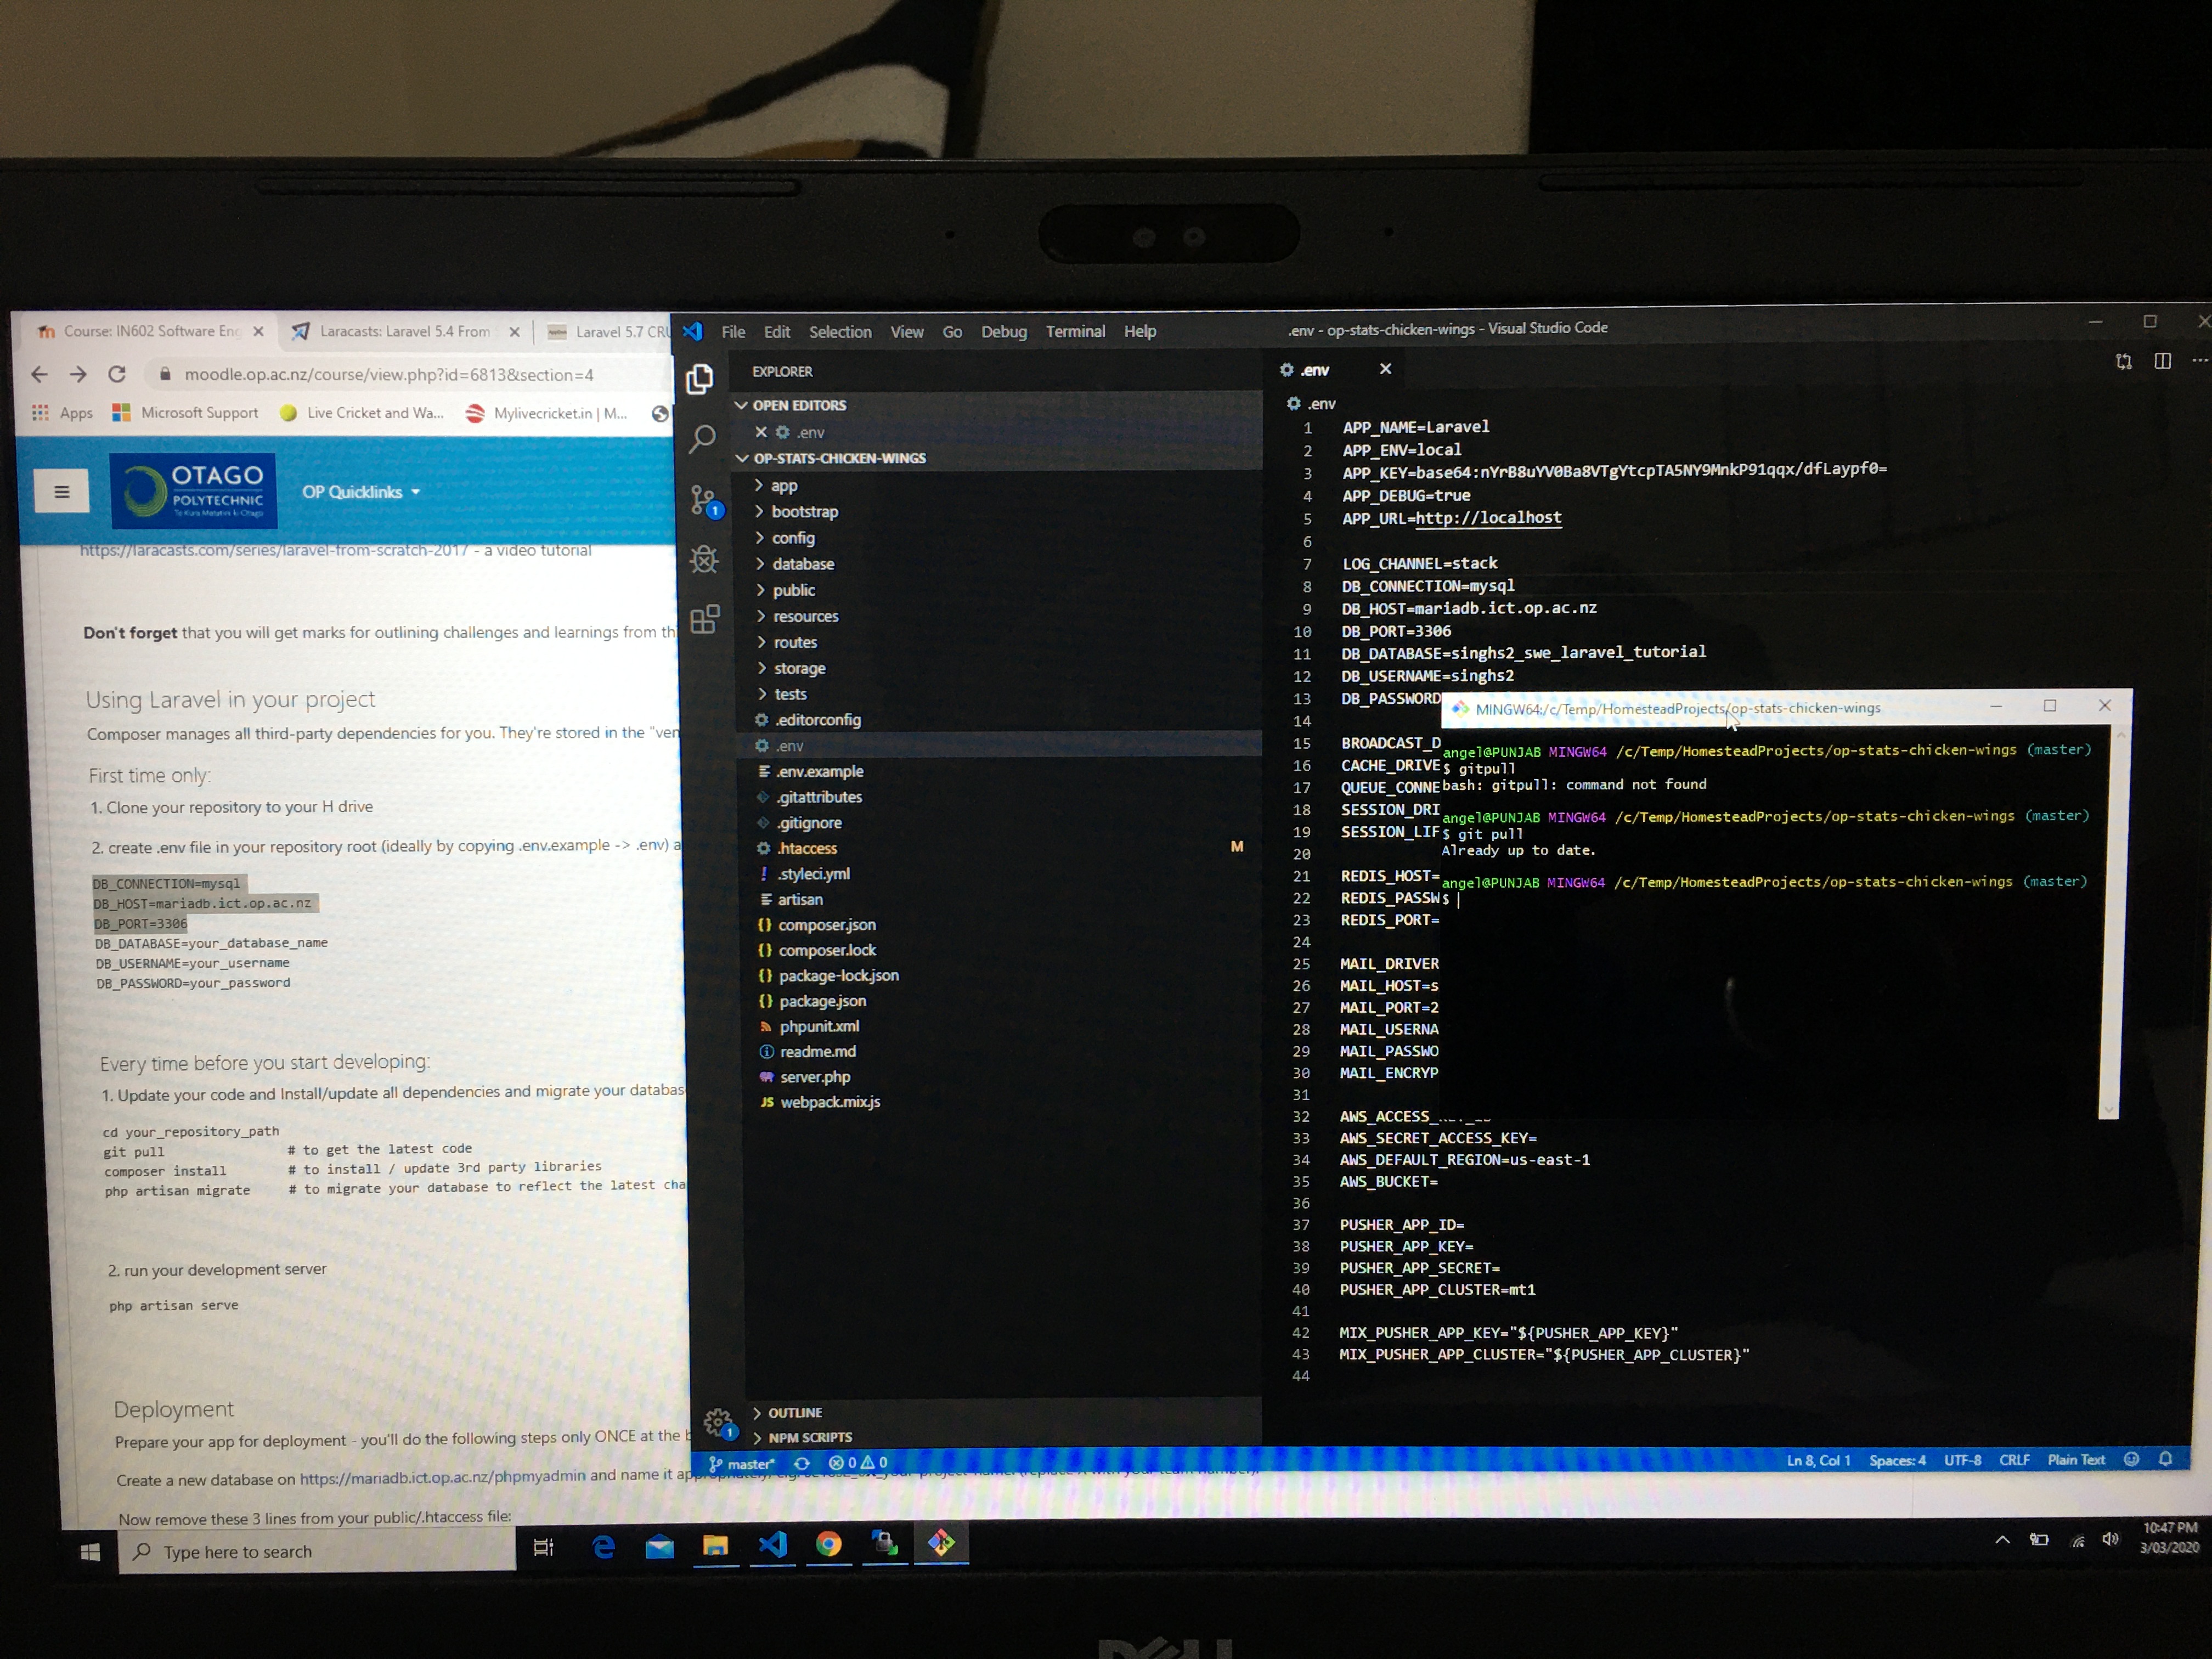 Course: IN602 Software Eng
Laracasts: Laravel 5.4 From
Laravel 5.7 CRU
moodle.op.ac.nz/course/view.php?id=6813&section=4
Apps
Microsoft Support
Live Cricket and Wa...
Mylivecricket.in | M...
OTAGO
POLYTECHNIC
Te Kura Matatini ki Otago
OP Quicklinks
https://laracasts.com/series/laravel-from-scratch-2017 - a video tutorial
Don't forget that you will get marks for outlining challenges and learnings from th
Using Laravel in your project
Composer manages all third-party dependencies for you. They're stored in the "ven
First time only:
1. Clone your repository to your H drive
2. create .env file in your repository root (ideally by copying .env.example -> .env) a
DB_CONNECTION=mysql
DB_HOST=mariadb.ict.op.ac.nz
DB_PORT=3306
DB_DATABASE=your_database_name
DB_USERNAME=your_username
DB_PASSWORD=your_password
Every time before you start developing:
1. Update your code and Install/update all dependencies and migrate your databas
cd your_repository_path
git pull # to get the latest code
composer install # to install / update 3rd party libraries
php artisan migrate # to migrate your database to reflect the latest cha
2. run your development server
php artisan serve
Deployment
Prepare your app for deployment - you'll do the following steps only ONCE at the b
Create a new database on https://mariadb.ict.op.ac.nz/phpmyadmin and name it
Now remove these 3 lines from your public/.htaccess file:
File Edit Selection View Go Debug Terminal Help
.env - op-stats-chicken-wings - Visual Studio Code
EXPLORER
OPEN EDITORS
.env
OP-STATS-CHICKEN-WINGS
app
bootstrap
config
database
public
resources
routes
storage
tests
.editorconfig
.env
.env.example
.gitattributes
.gitignore
.htaccess M
.styleci.yml
artisan
{} composer.json
{} composer.lock
{} package-lock.json
{} package.json
phpunit.xml
readme.md
server.php
JS webpack.mix.js
OUTLINE
NPM SCRIPTS
1
1
.env
.env
1 APP_NAME=Laravel
2 APP_ENV=local
3 APP_KEY=base64:nYrB8uYV0Ba8VTgYtcpTA5NY9MnkP91qqx/dfLaypf0=
4 APP_DEBUG=true
5 APP_URL=http://localhost
6
7 LOG_CHANNEL=stack
8 DB_CONNECTION=mysql
9 DB_HOST=mariadb.ict.op.ac.nz
10 DB_PORT=3306
11 DB_DATABASE=singhs2_swe_laravel_tutorial
12 DB_USERNAME=singhs2
13 DB_PASSWORD
14
15 BROADCAST_D
16 CACHE_DRIVE
17 QUEUE_CONNE
18 SESSION_DRI
19 SESSION_LIF
20
21 REDIS_HOST=
22 REDIS_PASSW
23 REDIS_PORT=
24
25 MAIL_DRIVER
26 MAIL_HOST=s
27 MAIL_PORT=2
28 MAIL_USERNA
29 MAIL_PASSWO
30 MAIL_ENCRYP
31
32 AWS_ACCESS_
33 AWS_SECRET_ACCESS_KEY=
34 AWS_DEFAULT_REGION=us-east-1
35 AWS_BUCKET=
36
37 PUSHER_APP_ID=
38 PUSHER_APP_KEY=
39 PUSHER_APP_SECRET=
40 PUSHER_APP_CLUSTER=mt1
41
42 MIX_PUSHER_APP_KEY="${PUSHER_APP_KEY}"
43 MIX_PUSHER_APP_CLUSTER="${PUSHER_APP_CLUSTER}"
44
MINGW64:/c/Temp/HomesteadProjects/op-stats-chicken-wings
angel@PUNJAB MINGW64 /c/Temp/HomesteadProjects/op-stats-chicken-wings (master)
$ gitpull
bash: gitpull: command not found
angel@PUNJAB MINGW64 /c/Temp/HomesteadProjects/op-stats-chicken-wings (master)
$ git pull
Already up to date.
angel@PUNJAB MINGW64 /c/Temp/HomesteadProjects/op-stats-chicken-wings (master)
$
master* 0 0
Ln 8, Col 1 Spaces: 4 UTF-8 CRLF Plain Text
Type here to search
10:47 PM
3/03/2020
DELL